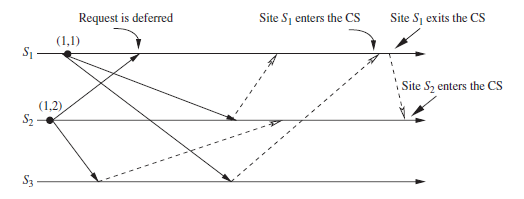 Request is deferred
Site S₁ enters the CS
Site S₁ exits the CS
(1,1)
S₁
Site S₂ enters the CS
(1,2)
S₂
S₃